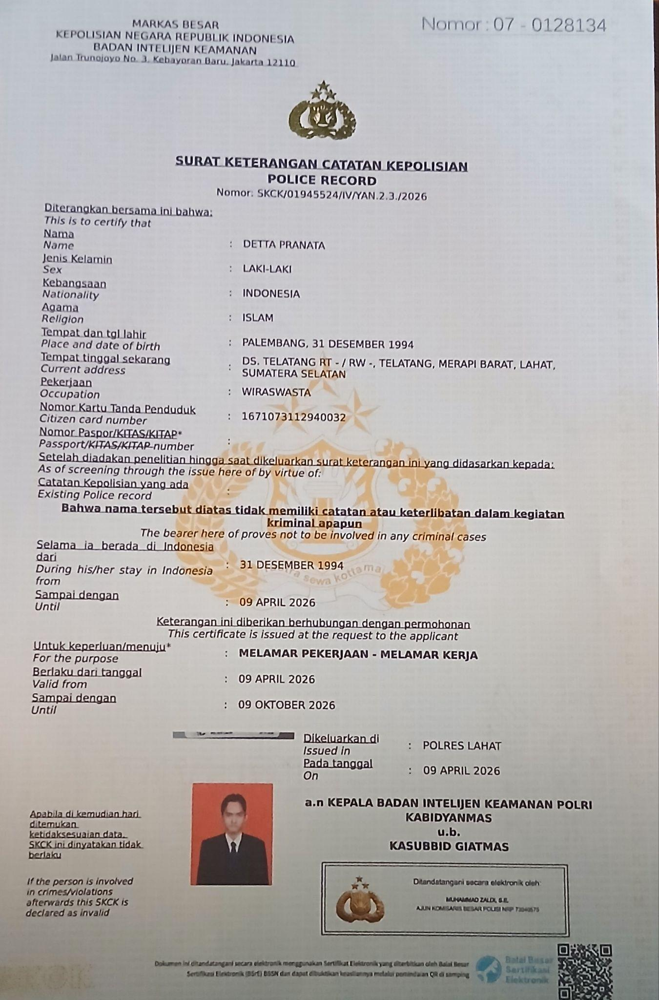 MARKAS BESAR
KEPOLISIAN NEGARA REPUBLIK INDONESIA
BADAN INTELIJEN KEAMANAN
Jalan Trunojoyo No. 3, Kebayoran Baru, Jakarta 12110
Nomor : 07 - 0128134
SURAT KETERANGAN CATATAN KEPOLISIAN
POLICE RECORD
Nomor: SKCK/01945524/IV/YAN.2.3./2026
Diterangkan bersama ini bahwa:
This is to certify that
Nama
Name : DETTA PRANATA
Jenis Kelamin
Sex : LAKI-LAKI
Kebangsaan
Nationality : INDONESIA
Agama
Religion : ISLAM
Tempat dan tgl lahir
Place and date of birth : PALEMBANG, 31 DESEMBER 1994
Tempat tinggal sekarang
Current address : DS. TELATANG RT - / RW -, TELATANG, MERAPI BARAT, LAHAT,
SUMATERA SELATAN
Pekerjaan
Occupation : WIRASWASTA
Nomor Kartu Tanda Penduduk
Citizen card number : 1671073112940032
Nomor Paspor/KITAS/KITAP*
Passport/KITAS/KITAP number :
Setelah diadakan penelitian hingga saat dikeluarkan surat keterangan ini yang didasarkan kepada:
As of screening through the issue here of by virtue of:
Catatan Kepolisian yang ada
Existing Police record :
Bahwa nama tersebut diatas tidak memiliki catatan atau keterlibatan dalam kegiatan
kriminal apapun
The bearer here of proves not to be involved in any criminal cases
Selama ia berada di Indonesia
dari
During his/her stay in Indonesia : 31 DESEMBER 1994
from
sewa kottama
Sampai dengan
Until : 09 APRIL 2026
Keterangan ini diberikan berhubungan dengan permohonan
This certificate is issued at the request to the applicant
Untuk keperluan/menuju*
For the purpose : MELAMAR PEKERJAAN - MELAMAR KERJA
Berlaku dari tanggal
Valid from : 09 APRIL 2026
Sampai dengan
Until : 09 OKTOBER 2026
Dikeluarkan di
Issued in : POLRES LAHAT
Pada tanggal
On : 09 APRIL 2026
a.n KEPALA BADAN INTELIJEN KEAMANAN POLRI
KABIDYANMAS
u.b.
KASUBBID GIATMAS
Apabila di kemudian hari
ditemukan
ketidaksesuaian data,
SKCK ini dinyatakan tidak
berlaku
If the person is involved
in crimes/violations
afterwards this SKCK is
declared as invalid
Ditandatangani secara elektronik oleh:
MUHAMMAD ZALDI, S.E.
AJUN KOMISARIS BESAR POLISI NRP 73040575
Dokumen ini ditandatangani secara elektronik menggunakan Sertifikat Elektronik yang diterbitkan oleh Balai Besar
Sertifikasi Elektronik (BSrE) BSSN dan dapat dibuktikan keasliannya melalui pemindaian QR di samping
Balai Besar
Sertifikasi
Elektronik